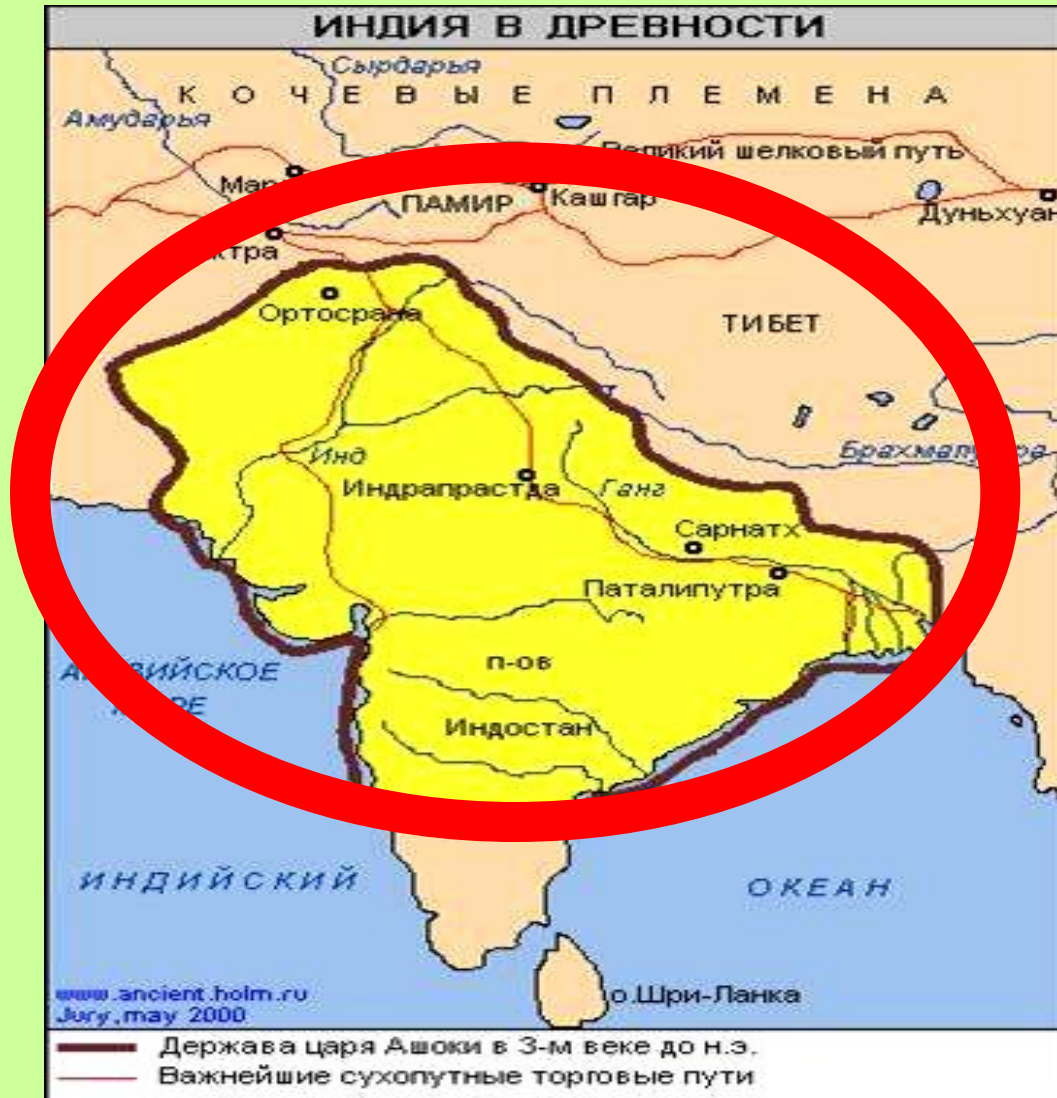 ИНДИЯ В ДРЕВНОСТИ
Сырдарья
КОЧЕВЫЕ ПЛЕМЕНА
Амударья
Великий шелковый путь
ПАМИР
Кашгар
Дуньхуан
Ортосрана
ТИБЕТ
Инд
Индрапрастда
Ганг
Брахмапутра
Сарнатх
Паталипутра
п-ов
Индостан
ИНДИЙСКИЙ
ОКЕАН
www.ancient.holm.ru
Jury,may 2000
о.Шри-Ланка
Держава царя Ашоки в 3-м веке до н.э.
Важнейшие сухопутные торговые пути